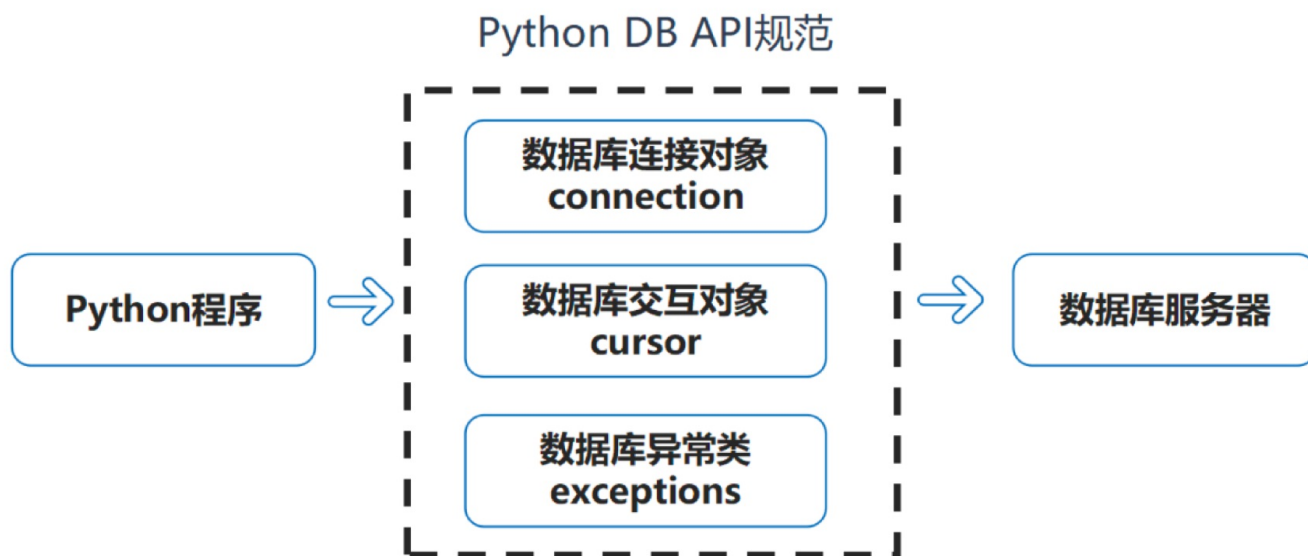 Python DB API规范
数据库连接对象
connection
Python程序
数据库交互对象
cursor
数据库服务器
数据库异常类
exceptions